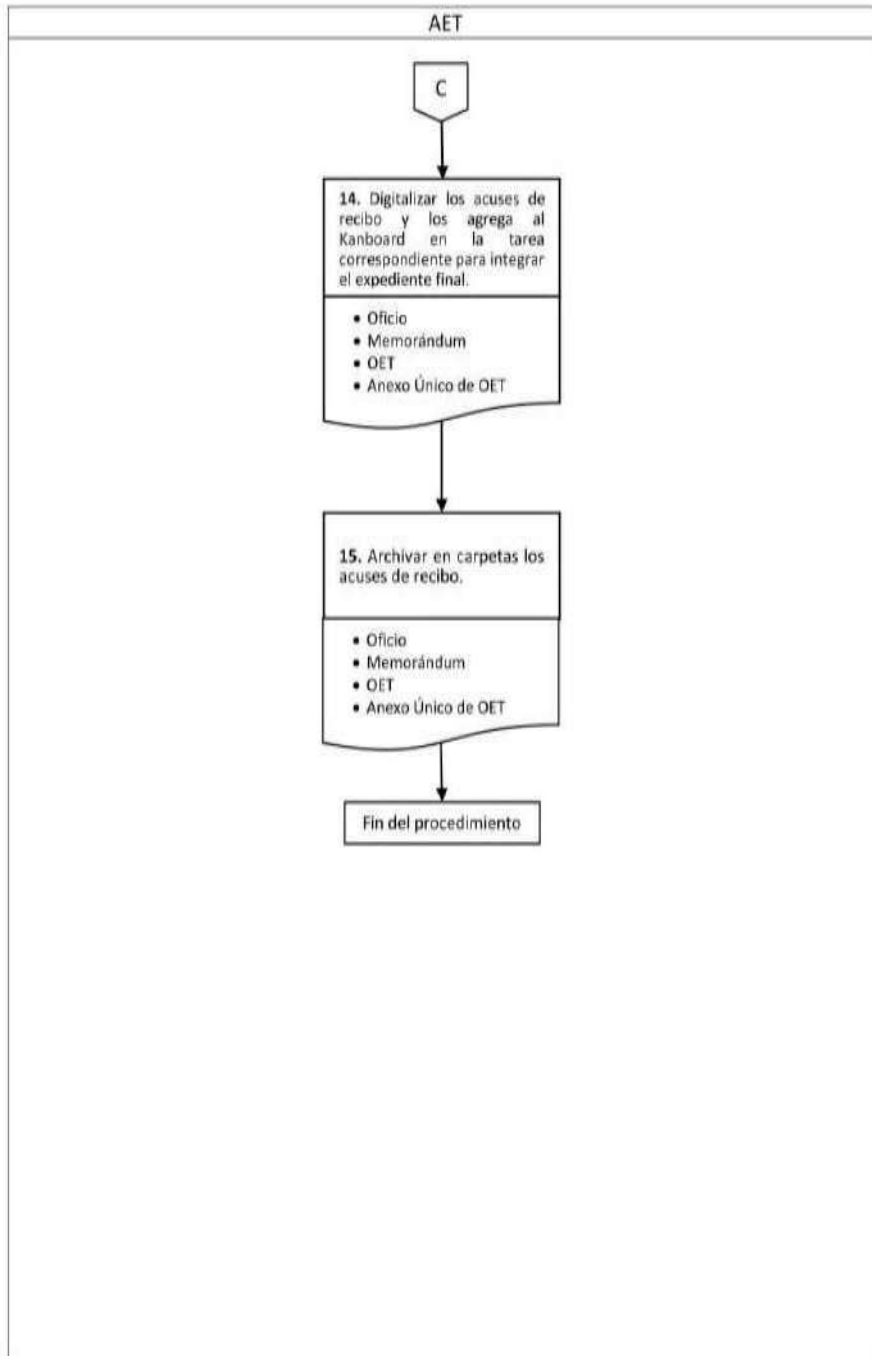 AET
C
14. Digitalizar los acuses de
recibo y los agrega al
Kanboard en la tarea
correspondiente para integrar
el expediente final.
• Oficio
• Memorándum
• OET
• Anexo Único de OET
15. Archivar en carpetas los
acuses de recibo.
• Oficio
• Memorándum
• OET
• Anexo Único de OET
Fin del procedimiento